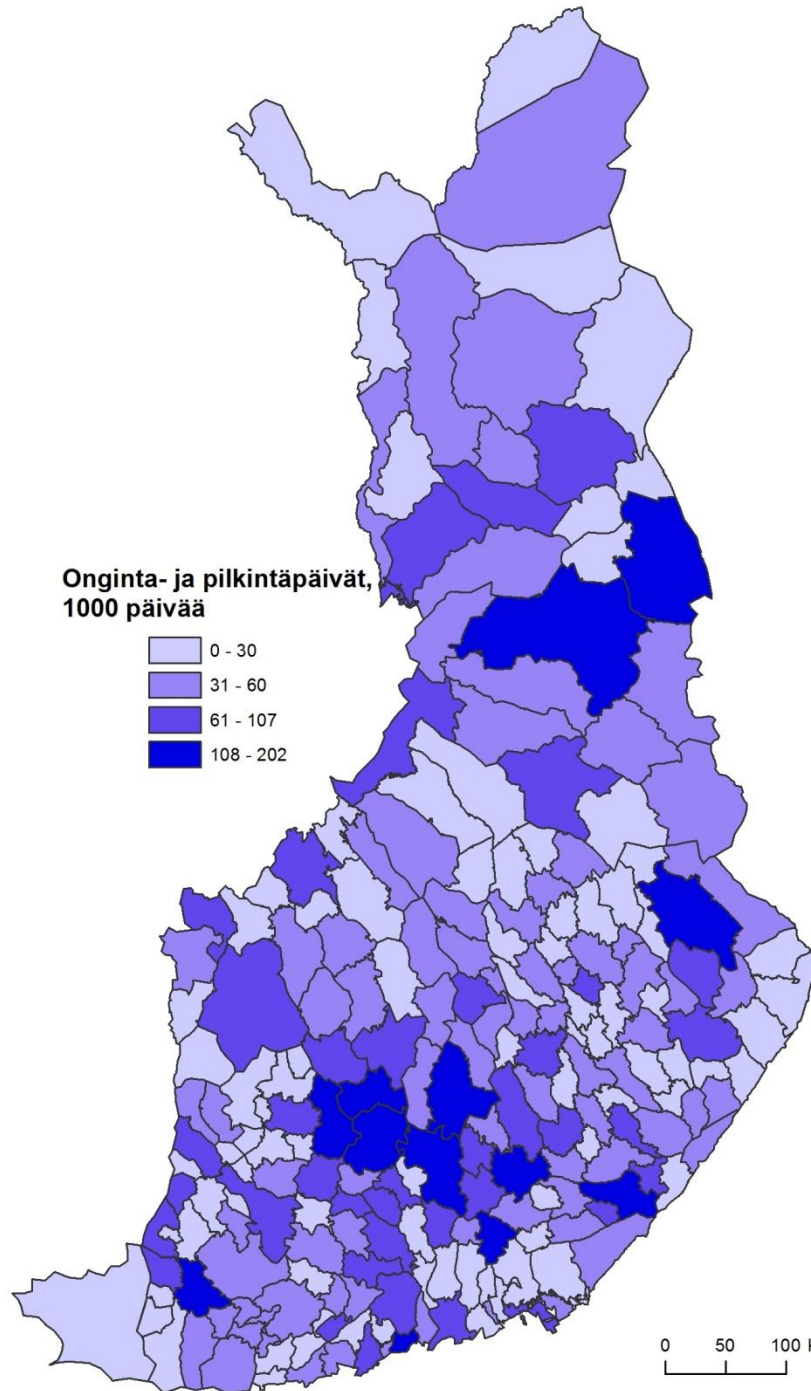 Onginta- ja pilkintäpäivät,
1000 päivää
0 - 30
31 - 60
61 - 107
108 - 202
0 50 100